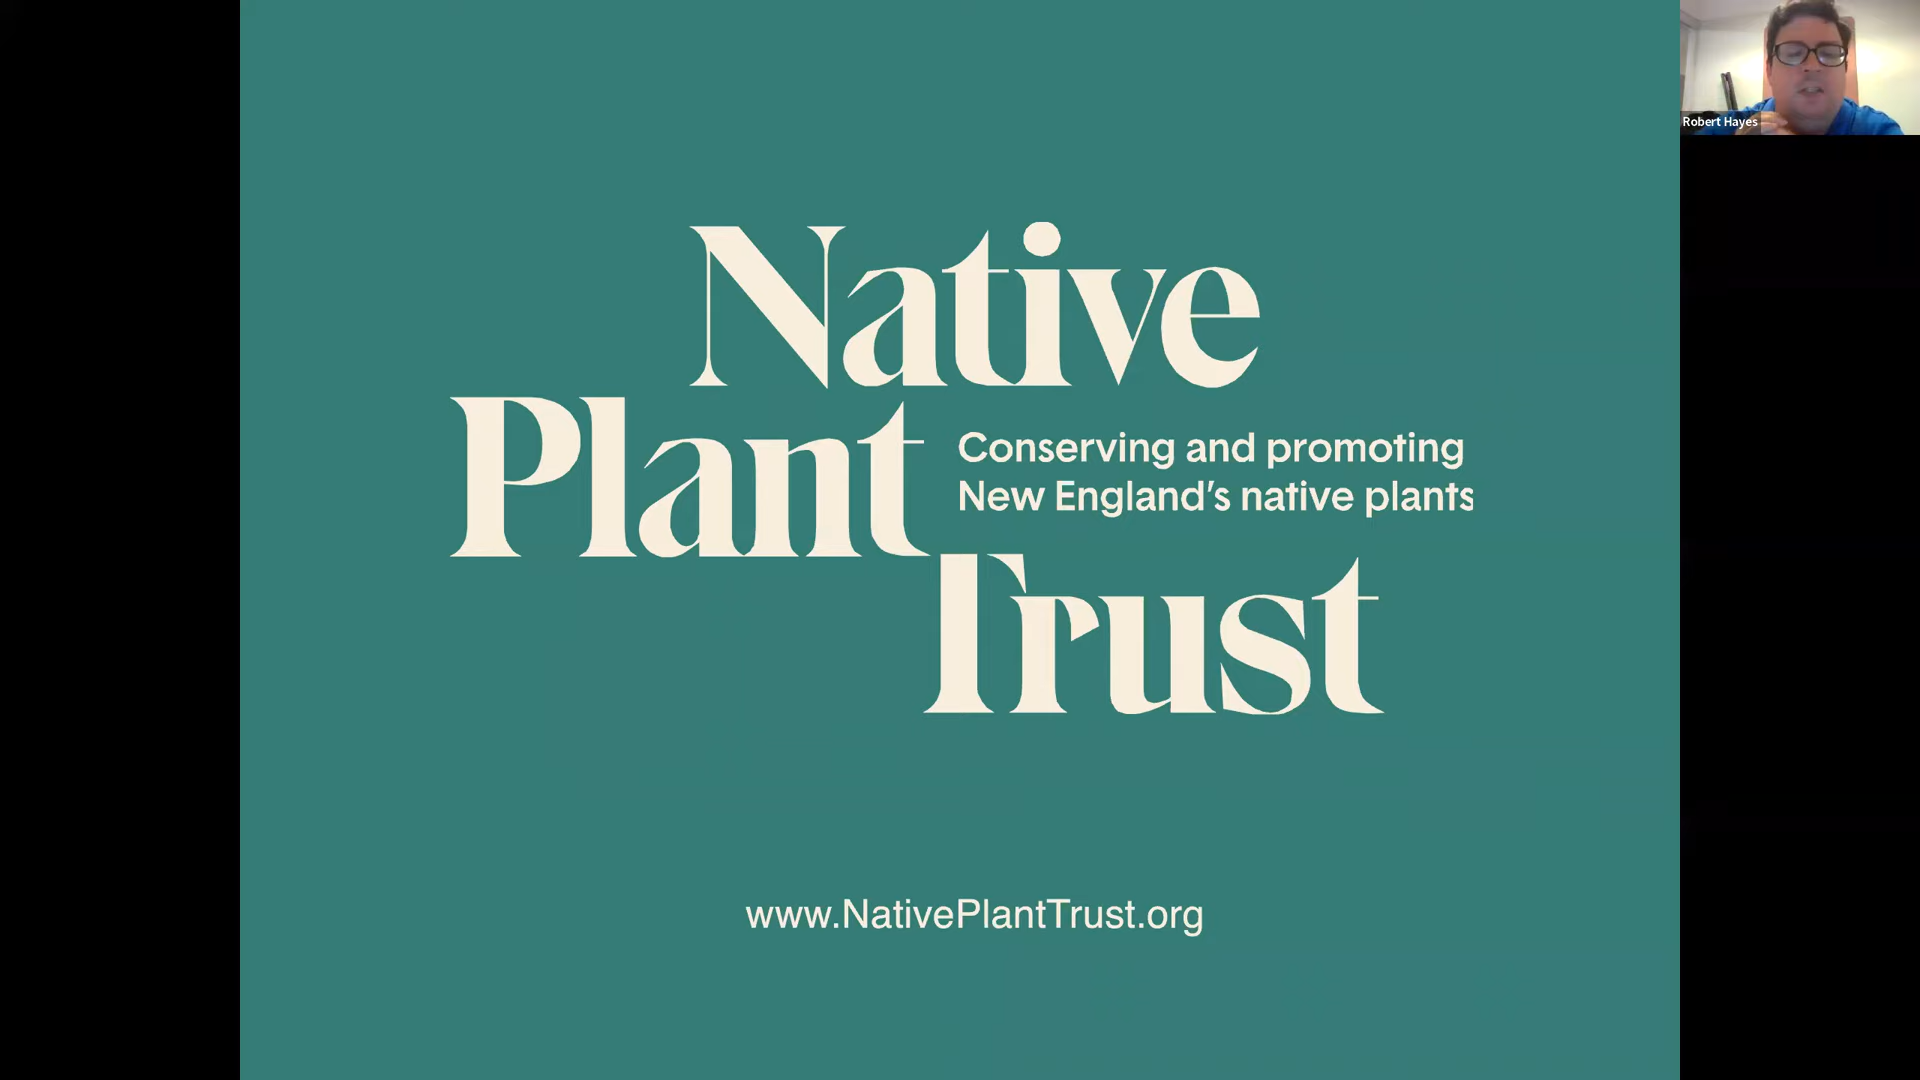 Native
Plant
Conserving and promoting
New England's native plants
Trust
www.NativePlantTrust.org
Robert Hayes